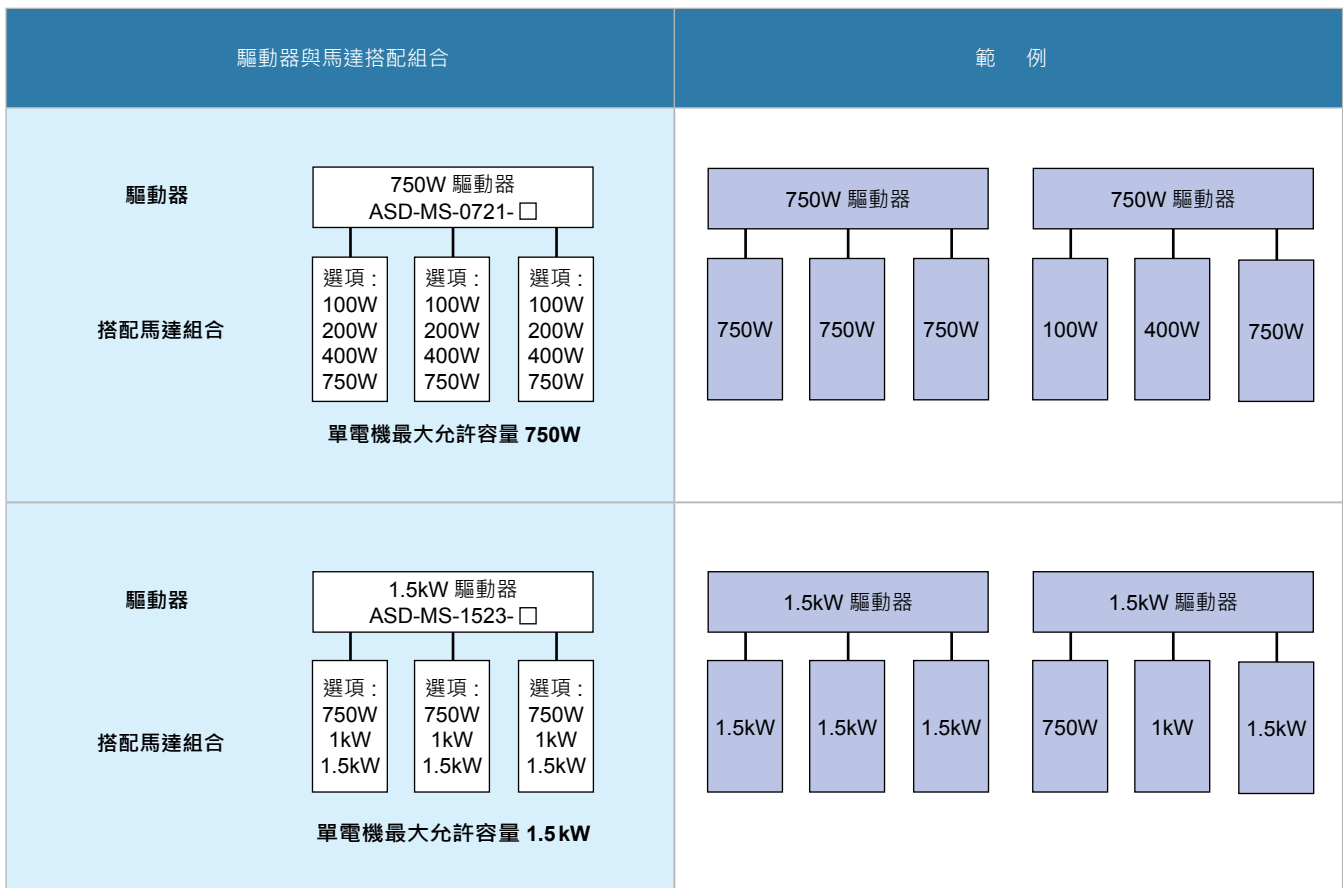 驅動器與馬達搭配組合
範 例
驅動器
750W 驅動器
ASD-MS-0721-□
搭配馬達組合
選項 :
100W
200W
400W
750W
選項 :
100W
200W
400W
750W
選項 :
100W
200W
400W
750W
單電機最大允許容量 750W
750W 驅動器
750W
750W
750W
750W 驅動器
100W
400W
750W
驅動器
1.5kW 驅動器
ASD-MS-1523-□
搭配馬達組合
選項 :
750W
1kW
1.5kW
選項 :
750W
1kW
1.5kW
選項 :
750W
1kW
1.5kW
單電機最大允許容量 1.5kW
1.5kW 驅動器
1.5kW
1.5kW
1.5kW
1.5kW 驅動器
750W
1kW
1.5kW